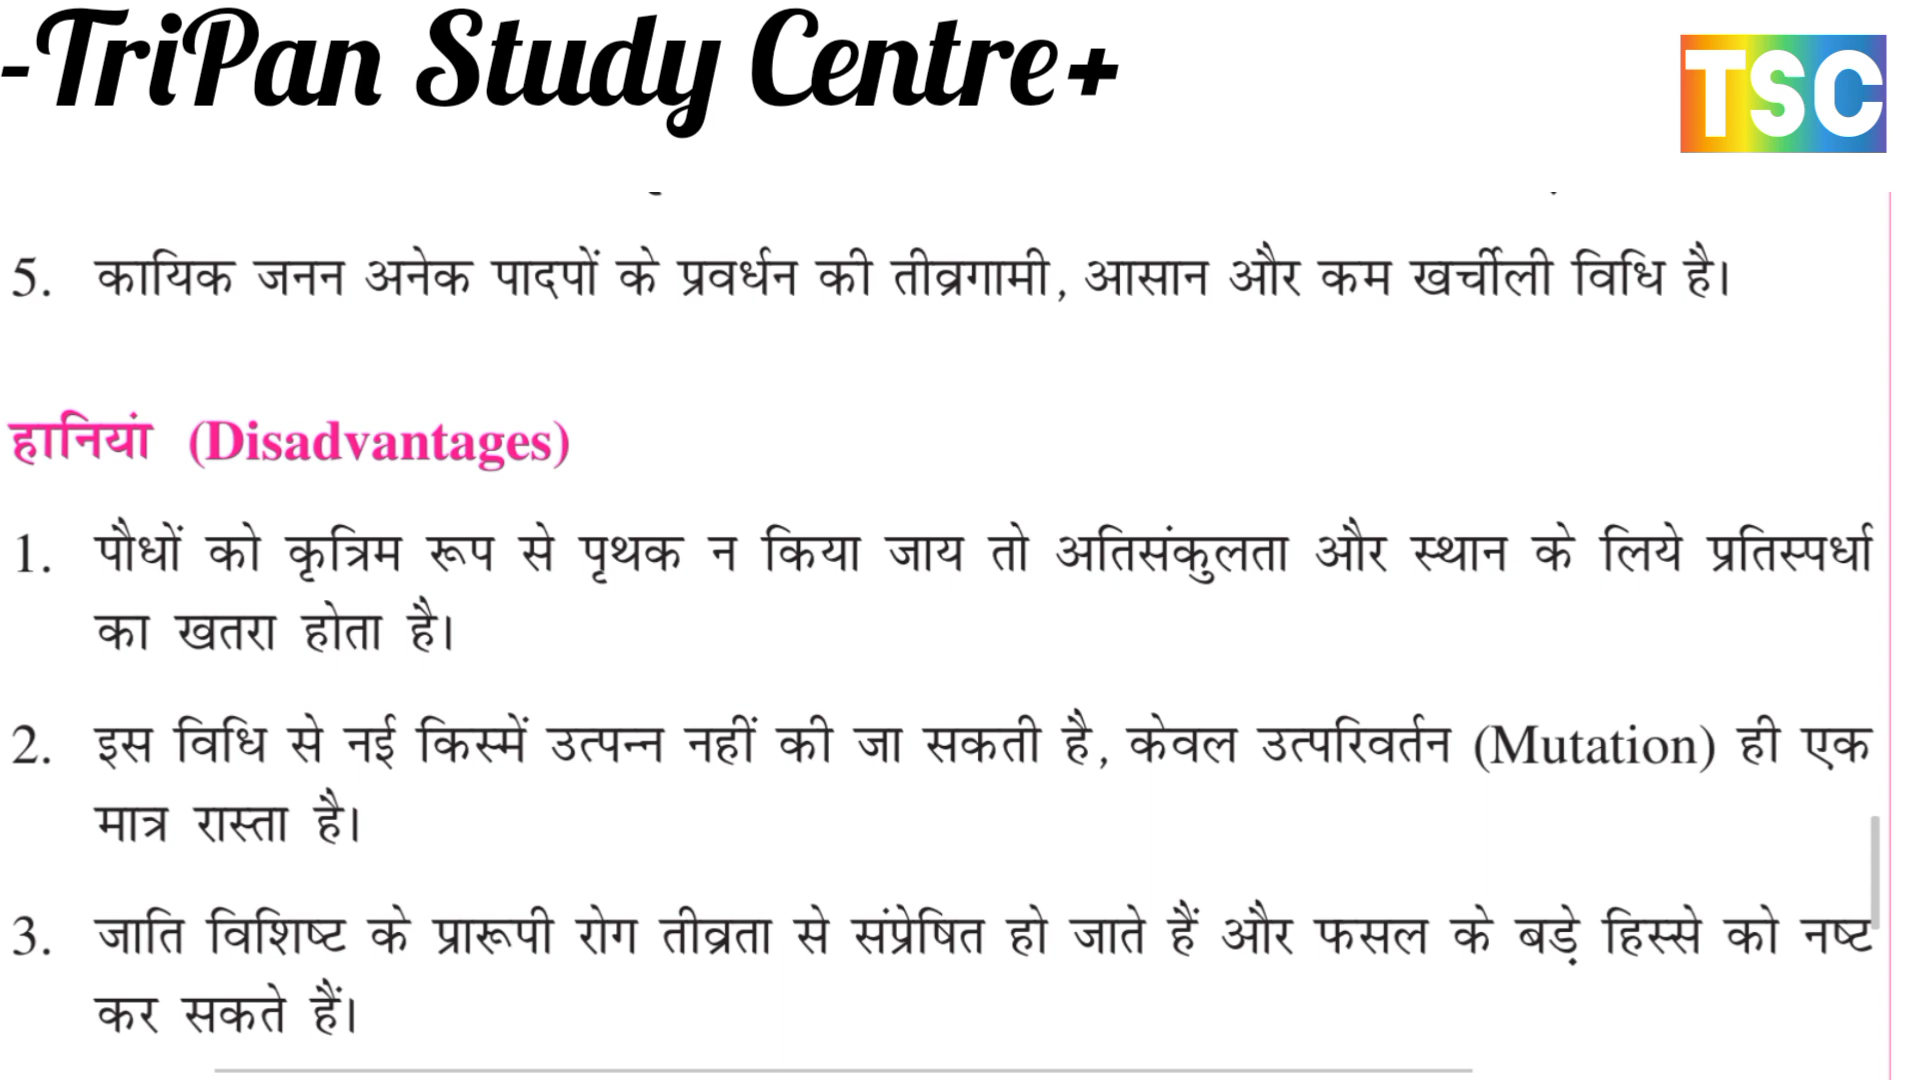 -TriPan Study Centre+
TSC
5. कायिक जनन अनेक पादपों के प्रवर्धन की तीव्रगामी, आसान और कम खर्चीली विधि है।
हानियां (Disadvantages)
1. पौधों को कृत्रिम रूप से पृथक न किया जाय तो अतिसंकुलता और स्थान के लिये प्रतिस्पर्धा
का खतरा होता है।
2. इस विधि से नई किस्में उत्पन्न नहीं की जा सकती है, केवल उत्परिवर्तन (Mutation) ही एक
मात्र रास्ता है।
3. जाति विशिष्ट के प्रारूपी रोग तीव्रता से संप्रेषित हो जाते हैं और फसल के बड़े हिस्से को नष्ट
कर सकते हैं।